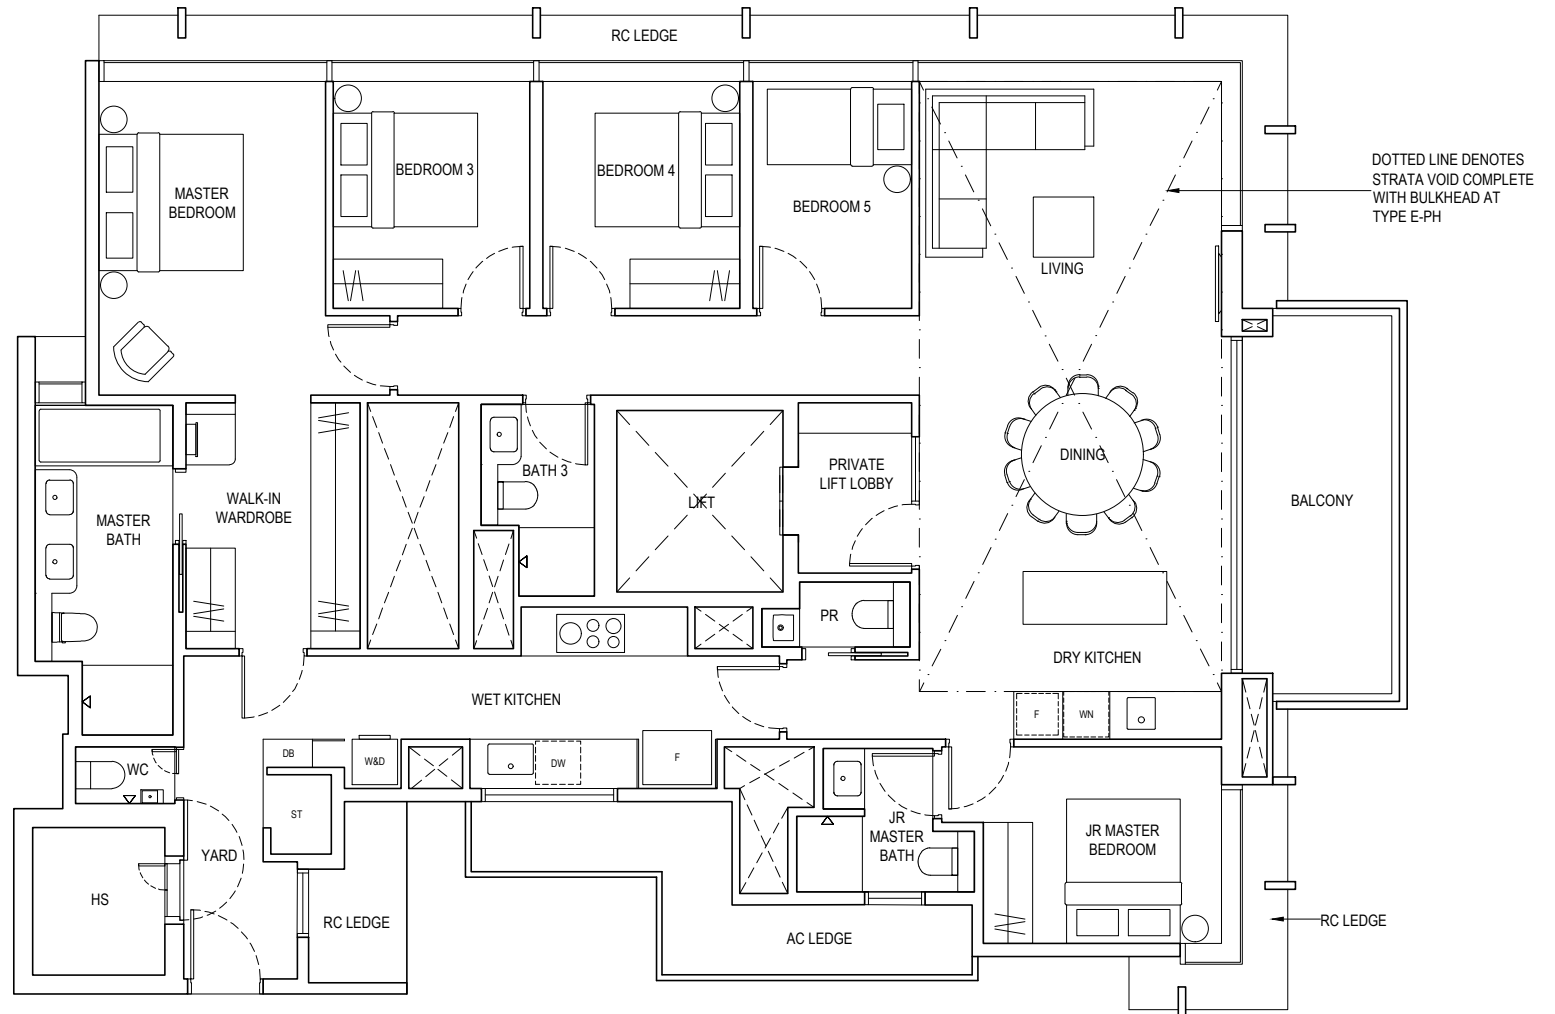 RC LEDGE
DOTTED LINE DENOTES
STRATA VOID COMPLETE
WITH BULKHEAD AT
TYPE E-PH
MASTER
BEDROOM
BEDROOM 3
BEDROOM 4
BEDROOM 5
LIVING
DINING
BALCONY
PRIVATE
LIFT LOBBY
LIFT
BATH 3
WALK-IN
WARDROBE
MASTER
BATH
PR
DRY KITCHEN
WET KITCHEN
F
WN
DB
W&D
DW
F
WC
ST
YARD
HS
RC LEDGE
JR
MASTER
BATH
JR MASTER
BEDROOM
AC LEDGE
RC LEDGE